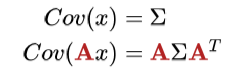 Cov(x) = Σ
Cov(Ax) = AΣA^T